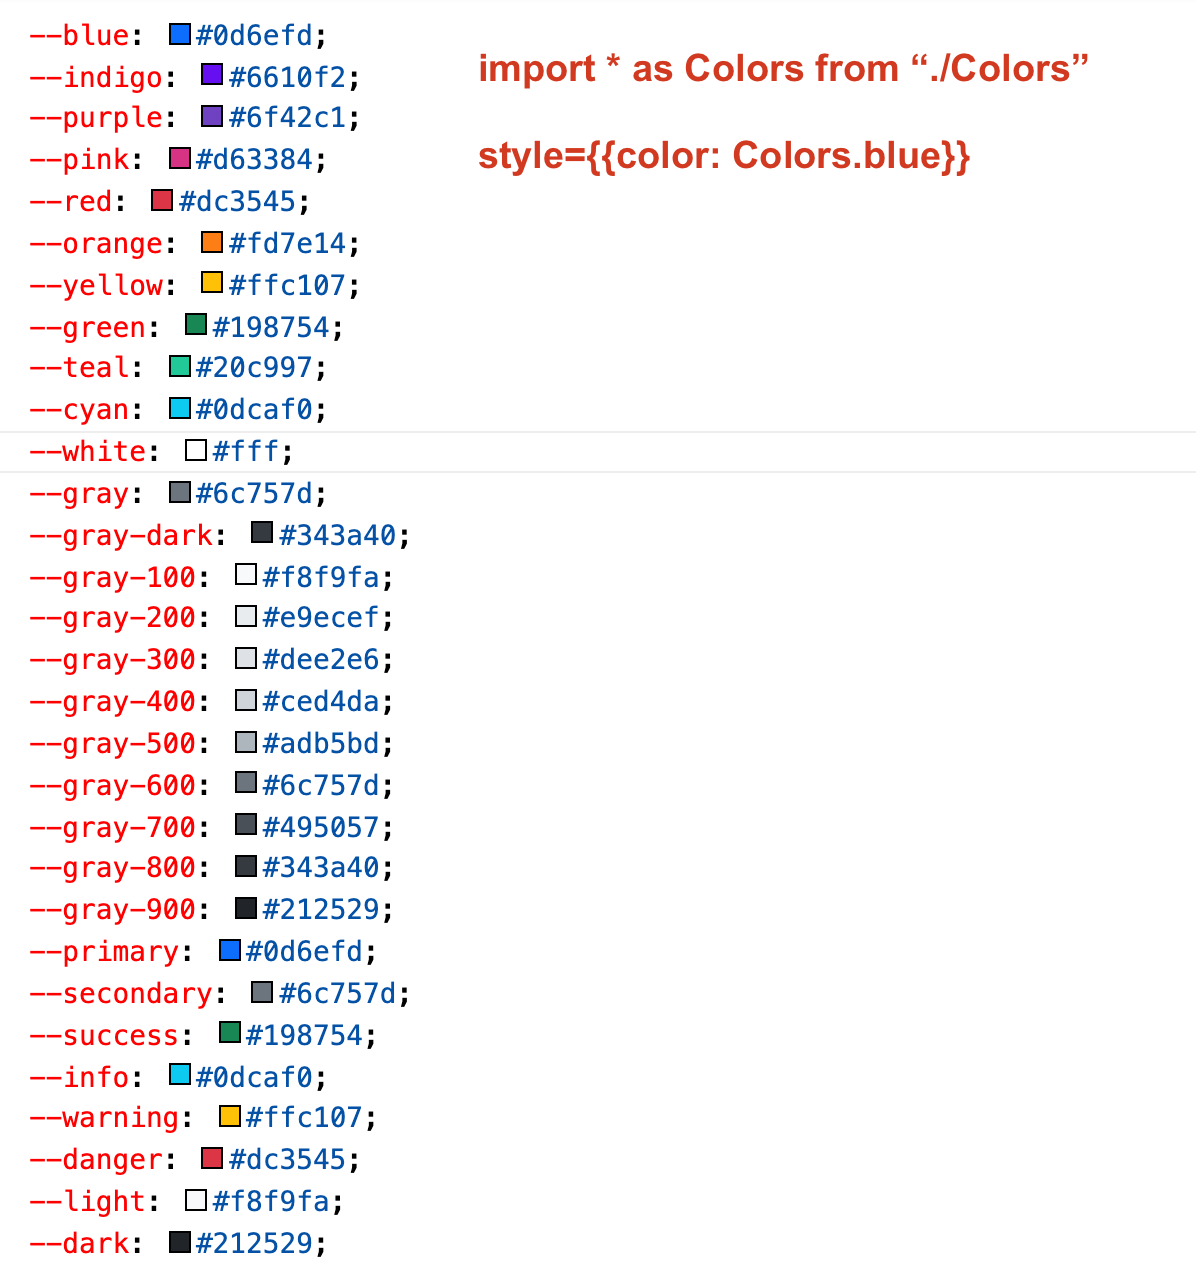 --blue: #0d6efd;
--indigo: #6610f2;
--purple: #6f42c1;
--pink: #d63384;
--red: #dc3545;
--orange: #fd7e14;
--yellow: #ffc107;
--green: #198754;
--teal: #20c997;
--cyan: #0dcaf0;
--white: #fff;
--gray: #6c757d;
--gray-dark: #343a40;
--gray-100: #f8f9fa;
--gray-200: #e9ecef;
--gray-300: #dee2e6;
--gray-400: #ced4da;
--gray-500: #adb5bd;
--gray-600: #6c757d;
--gray-700: #495057;
--gray-800: #343a40;
--gray-900: #212529;
--primary: #0d6efd;
--secondary: #6c757d;
--success: #198754;
--info: #0dcaf0;
--warning: #ffc107;
--danger: #dc3545;
--light: #f8f9fa;
--dark: #212529;
import * as Colors from “./Colors”
style={{color: Colors.blue}}